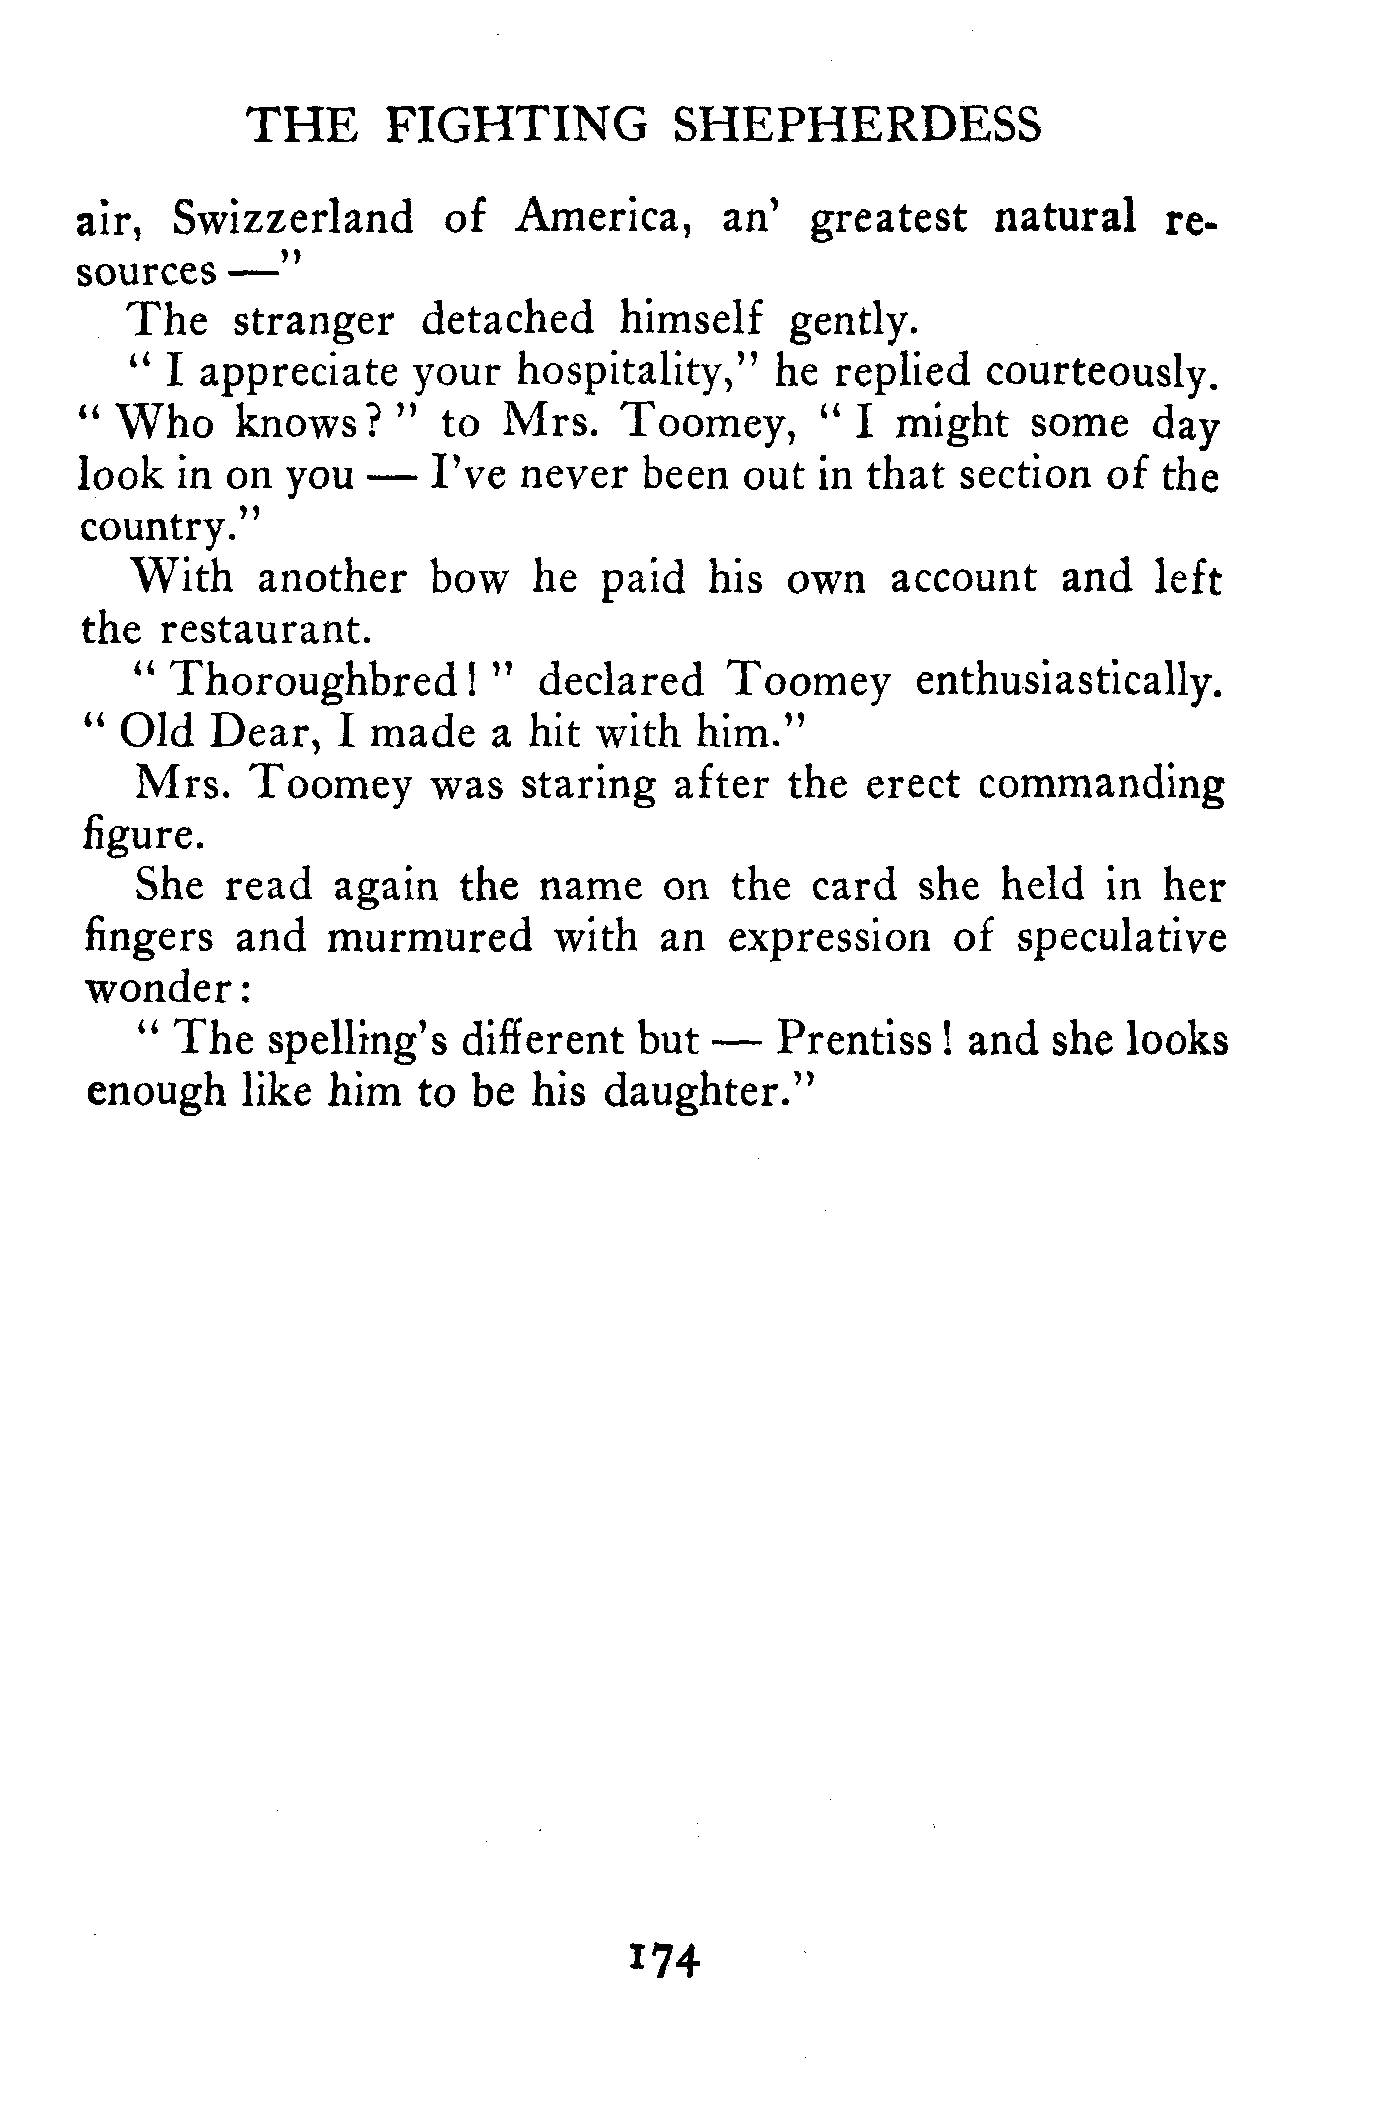 THE FIGHTING SHEPHERDESS
air, Swizzerland of America, an' greatest natural re-
sources —"
The stranger detached himself gently.
" I appreciate your hospitality," he replied courteously.
" Who knows? " to Mrs. Toomey, " I might some day
look in on you — I've never been out in that section of the
country."
With another bow he paid his own account and left
the restaurant.
" Thoroughbred! " declared Toomey enthusiastically.
" Old Dear, I made a hit with him."
Mrs. Toomey was staring after the erect commanding
figure.
She read again the name on the card she held in her
fingers and murmured with an expression of speculative
wonder:
" The spelling's different but — Prentiss! and she looks
enough like him to be his daughter."
174